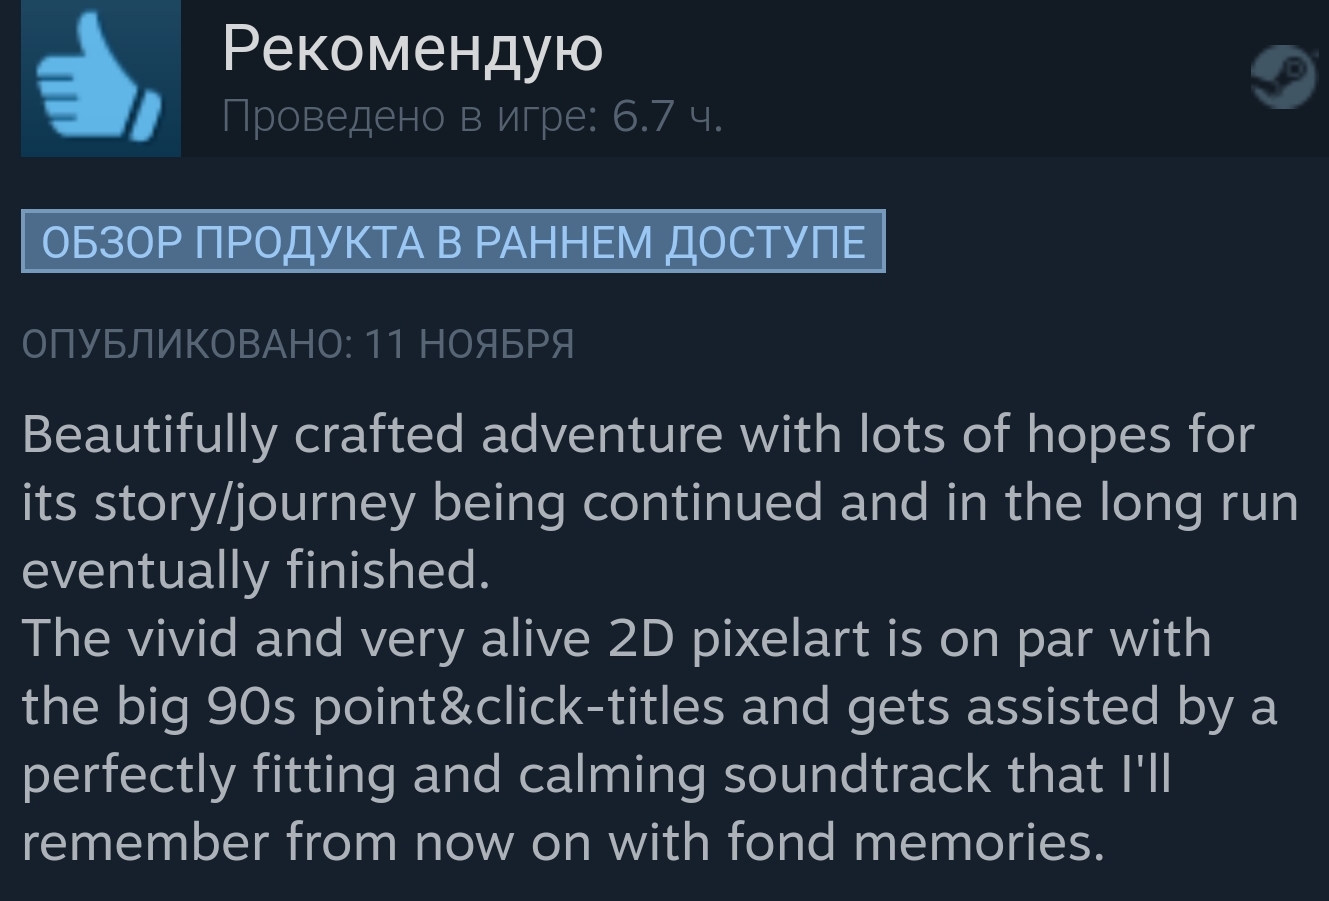 Рекомендую
Проведено в игре: 6.7 ч.
ОБЗОР ПРОДУКТА В РАННЕМ ДОСТУПЕ
ОПУБЛИКОВАНО: 11 НОЯБРЯ
Beautifully crafted adventure with lots of hopes for
its story/journey being continued and in the long run
eventually finished.
The vivid and very alive 2D pixelart is on par with
the big 90s point&click-titles and gets assisted by a
perfectly fitting and calming soundtrack that I'll
remember from now on with fond memories.